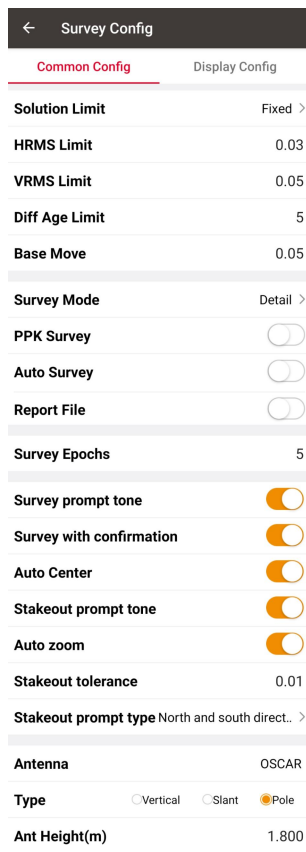 Survey Config
Common Config Display Config
Solution Limit Fixed
HRMS Limit 0.03
VRMS Limit 0.05
Diff Age Limit 5
Base Move 0.05
Survey Mode Detail
PPK Survey
Auto Survey
Report File
Survey Epochs 5
Survey prompt tone
Survey with confirmation
Auto Center
Stakeout prompt tone
Auto zoom
Stakeout tolerance 0.01
Stakeout prompt type North and south direct..
Antenna OSCAR
Type Vertical Slant Pole
Ant Height(m) 1.800